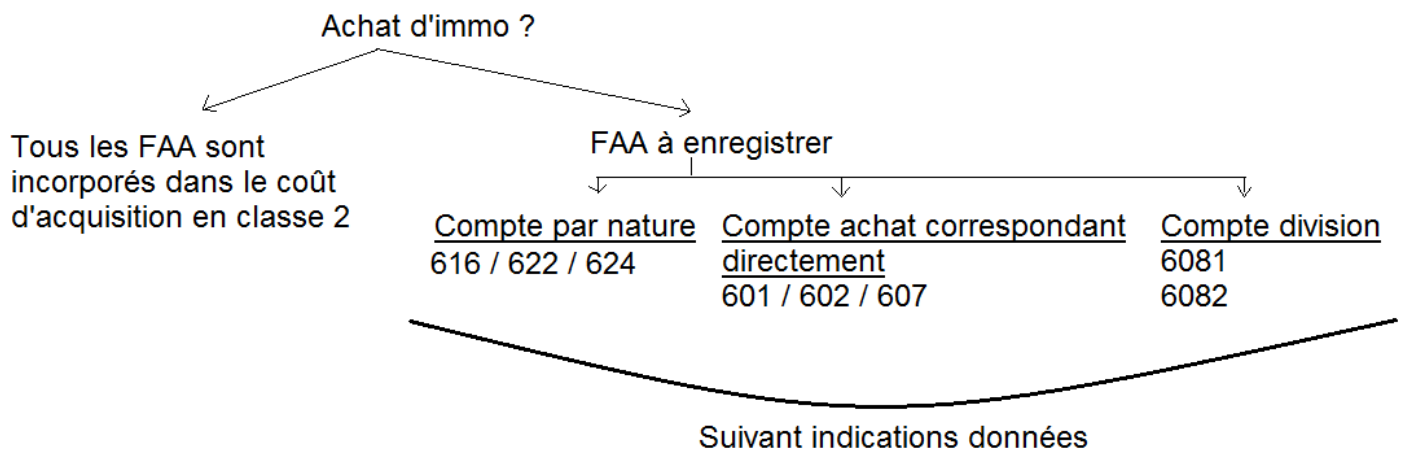 Achat d'immo ?
Tous les FAA sont
incorporés dans le coût
d'acquisition en classe 2
FAA à enregistrer
Compte par nature
616 / 622 / 624
Compte achat correspondant
directement
601 / 602 / 607
Compte division
6081
6082
Suivant indications données